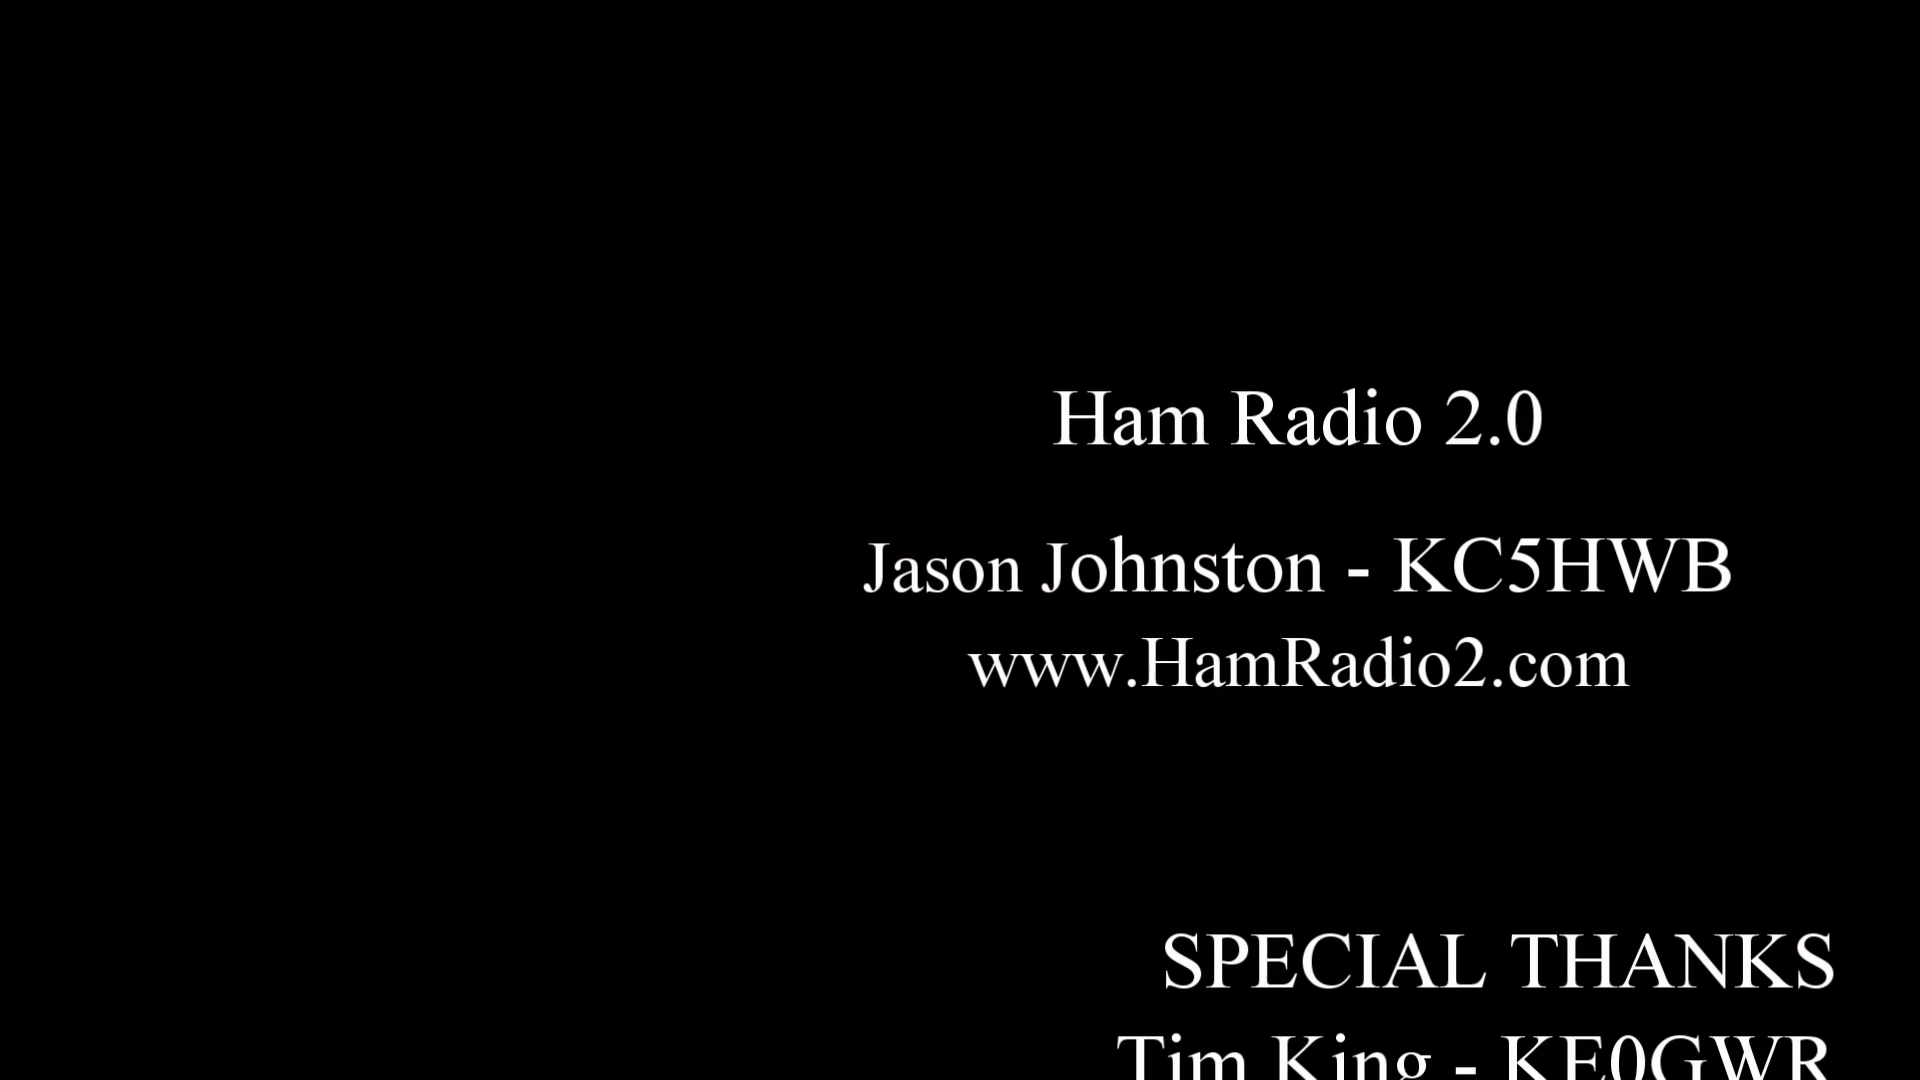 Ham Radio 2.0
Jason Johnston - KC5HWB
www.HamRadio2.com
SPECIAL THANKS
Tim King - KE0GWR